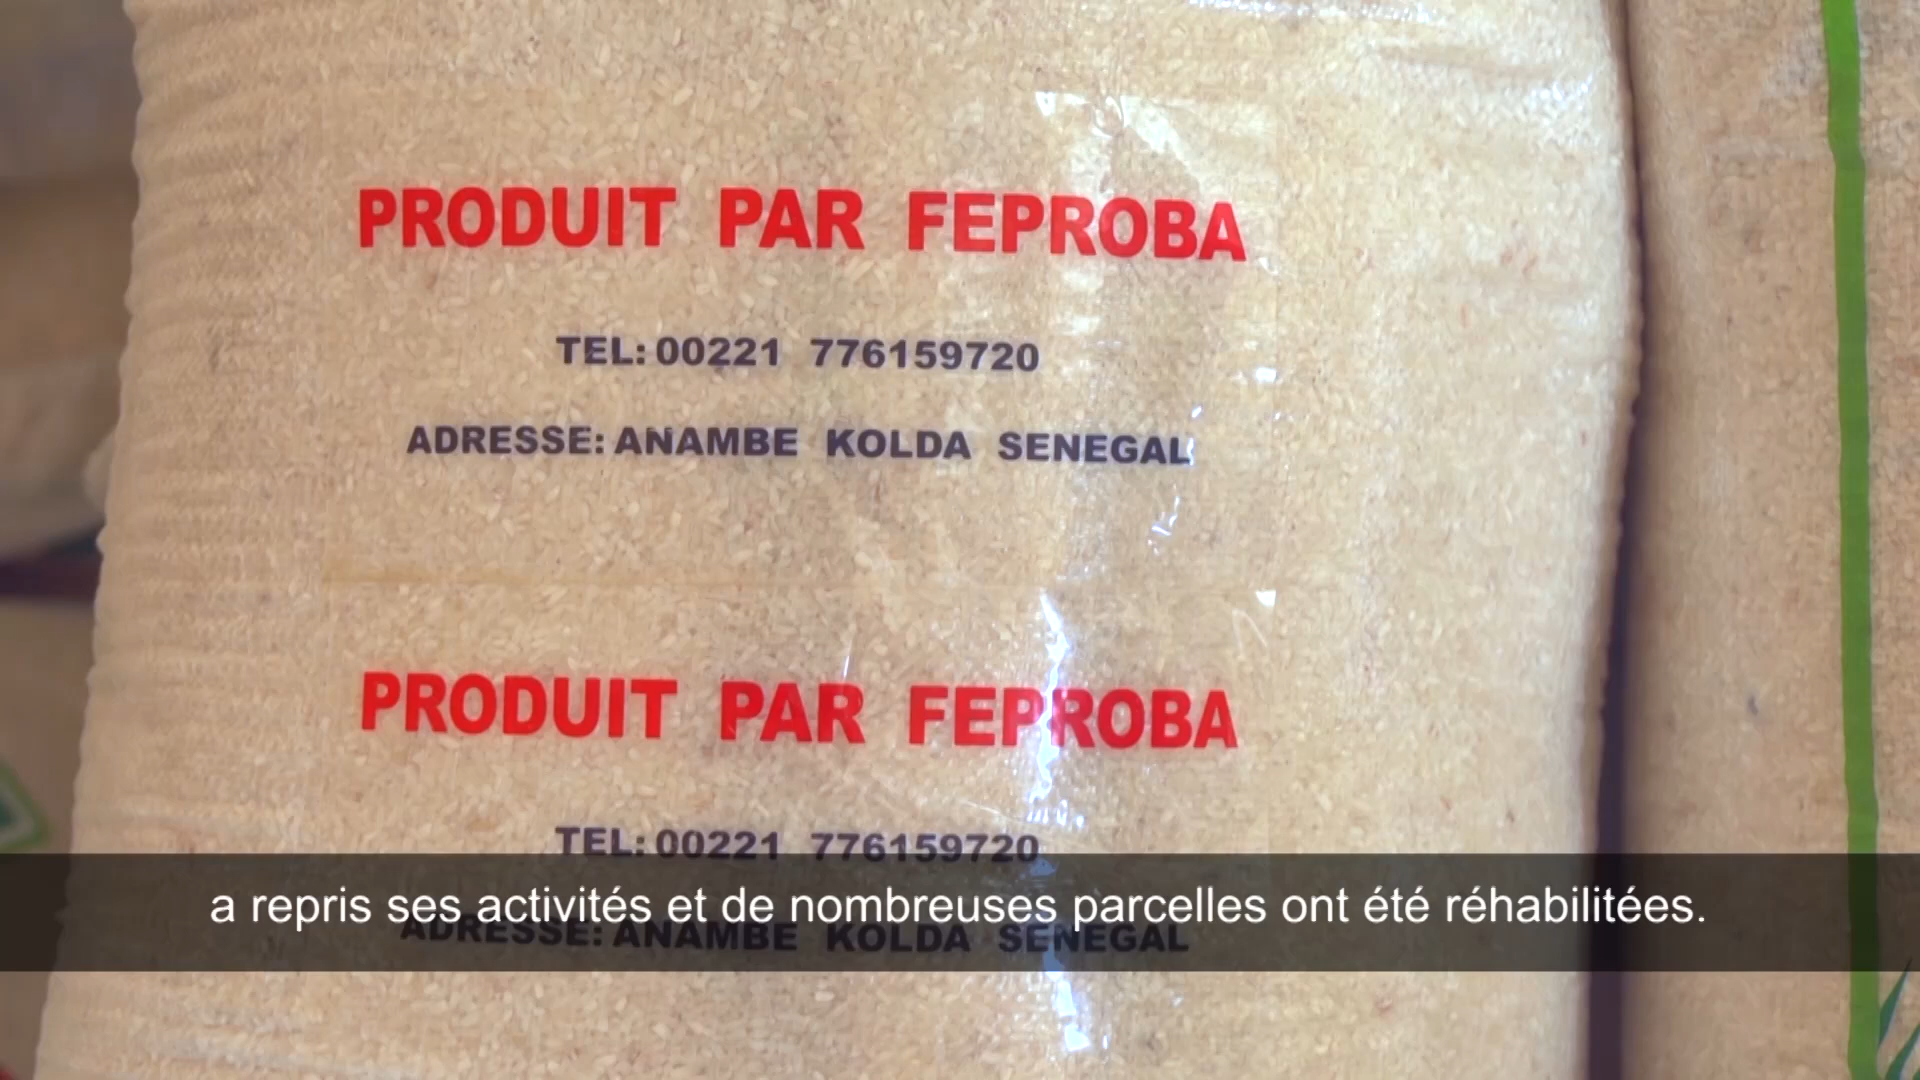 PRODUIT PAR FEPROBA
TEL: 00221 776159720
ADRESSE: ANAMBE KOLDA SENEGAL
PRODUIT PAR FEPROBA
TEL: 00221 776159720
a repris ses activités et de nombreuses parcelles ont été réhabilitées.
ADRESSE: ANAMBE KOLDA SENEGAL